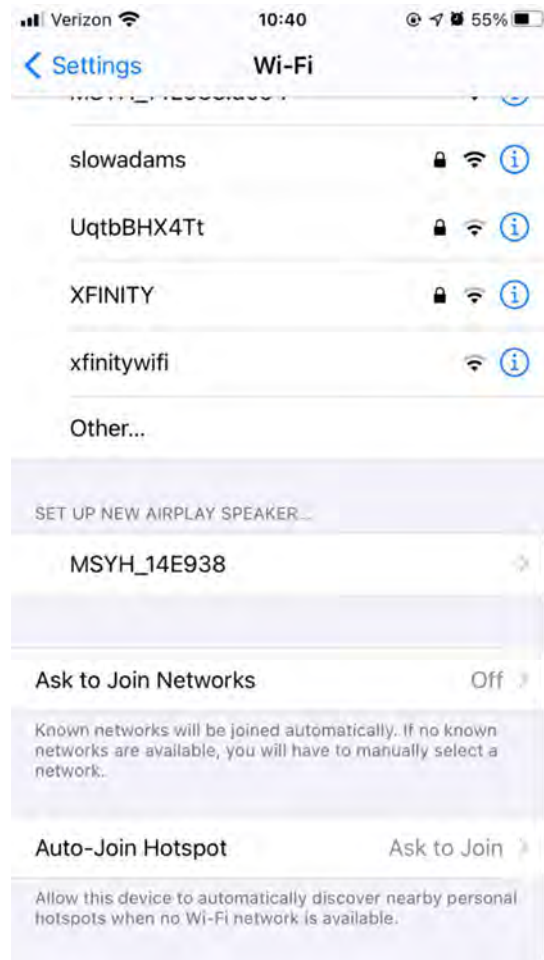 Verizon 10:40 55%
Settings Wi-Fi
slowadams
UqtbBHX4Tt
XFINITY
xfinitywifi
Other...
SET UP NEW AIRPLAY SPEAKER...
MSYH_14E938
Ask to Join Networks Off
Known networks will be joined automatically. If no known
networks are available, you will have to manually select a
network.
Auto-Join Hotspot Ask to Join
Allow this device to automatically discover nearby personal
hotspots when no Wi-Fi network is available.